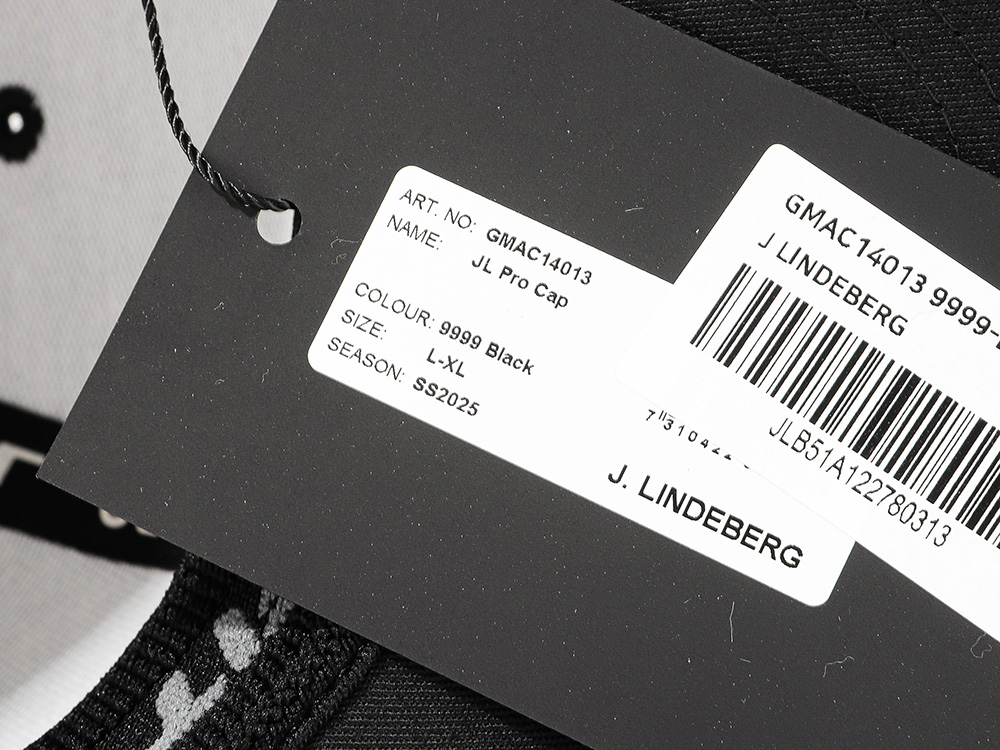 ART. NO: GMAC14013
NAME: JL Pro Cap
COLOUR: 9999 Black
SIZE: L-XL
SEASON: SS2025
J. LINDEBERG
GMAC14013 9999-
J LINDEBERG
JLB51A122780313